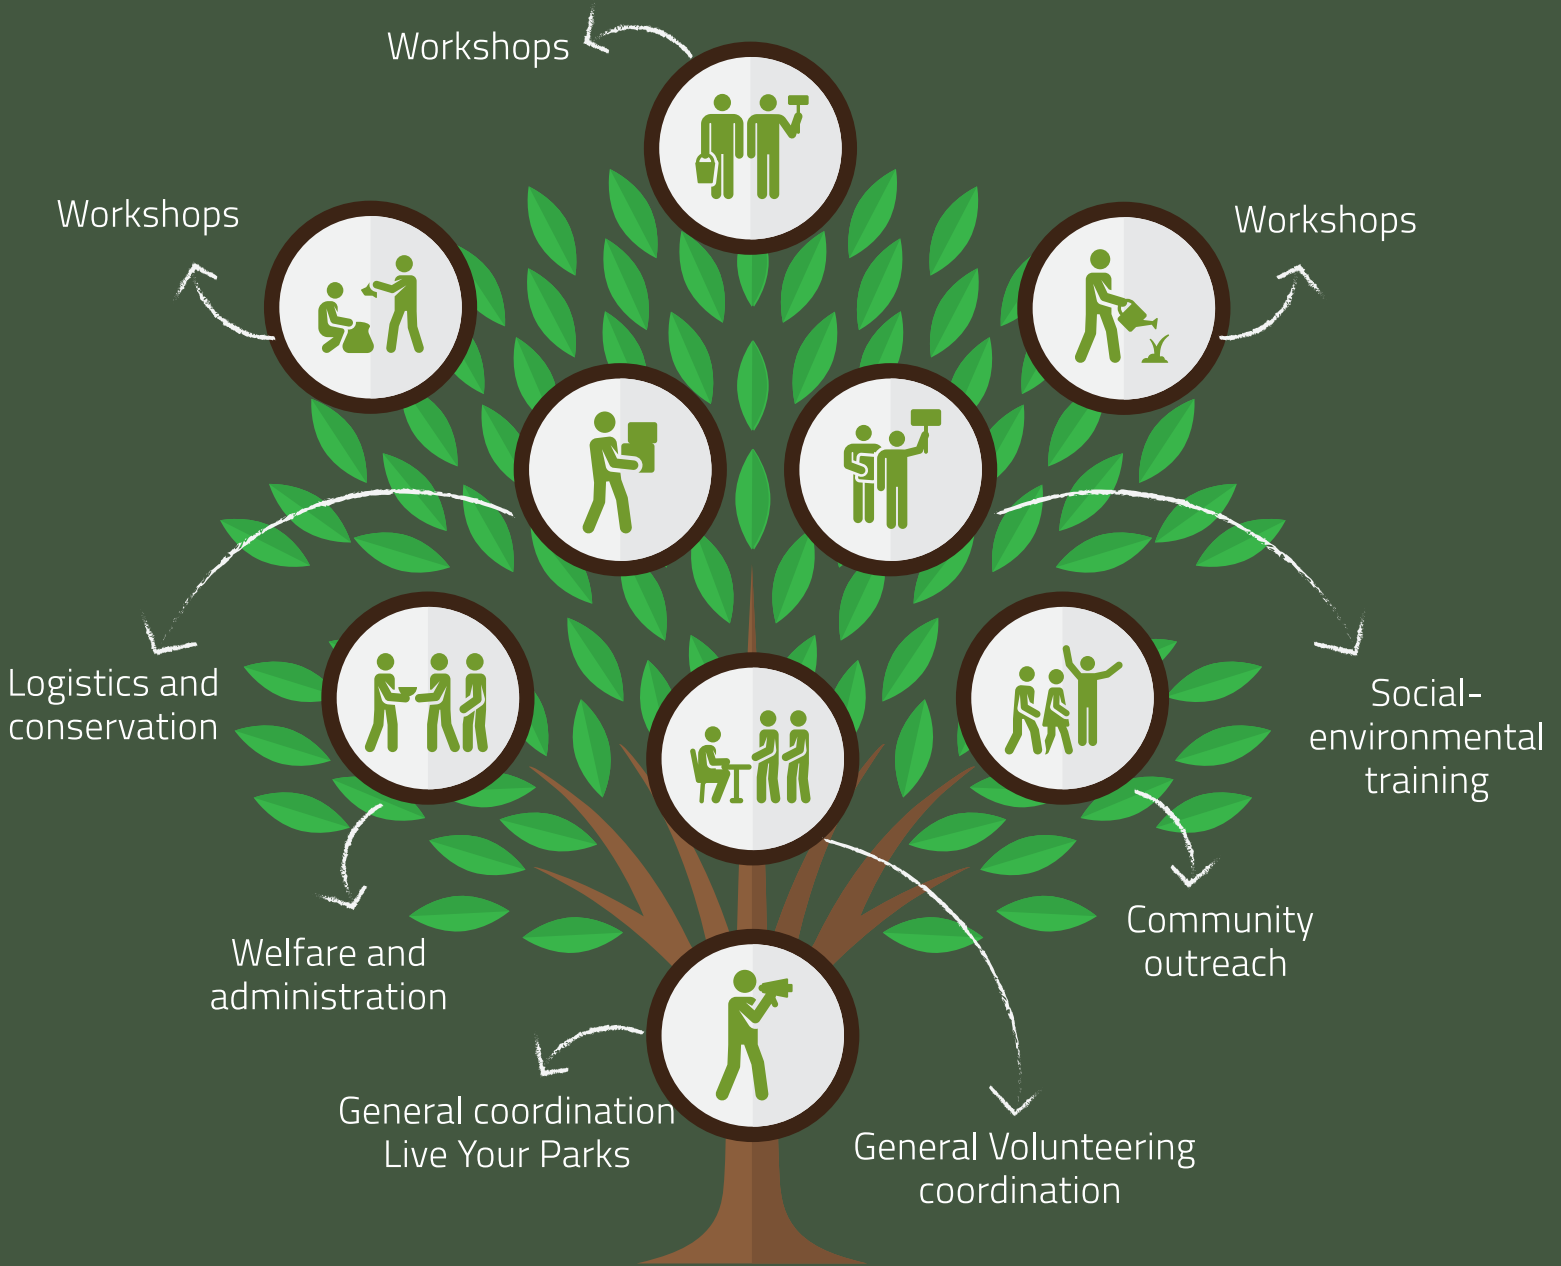 Workshops
Workshops
Workshops
Logistics and
conservation
Social-
environmental
training
Welfare and
administration
Community
outreach
General coordination
Live Your Parks
General Volunteering
coordination